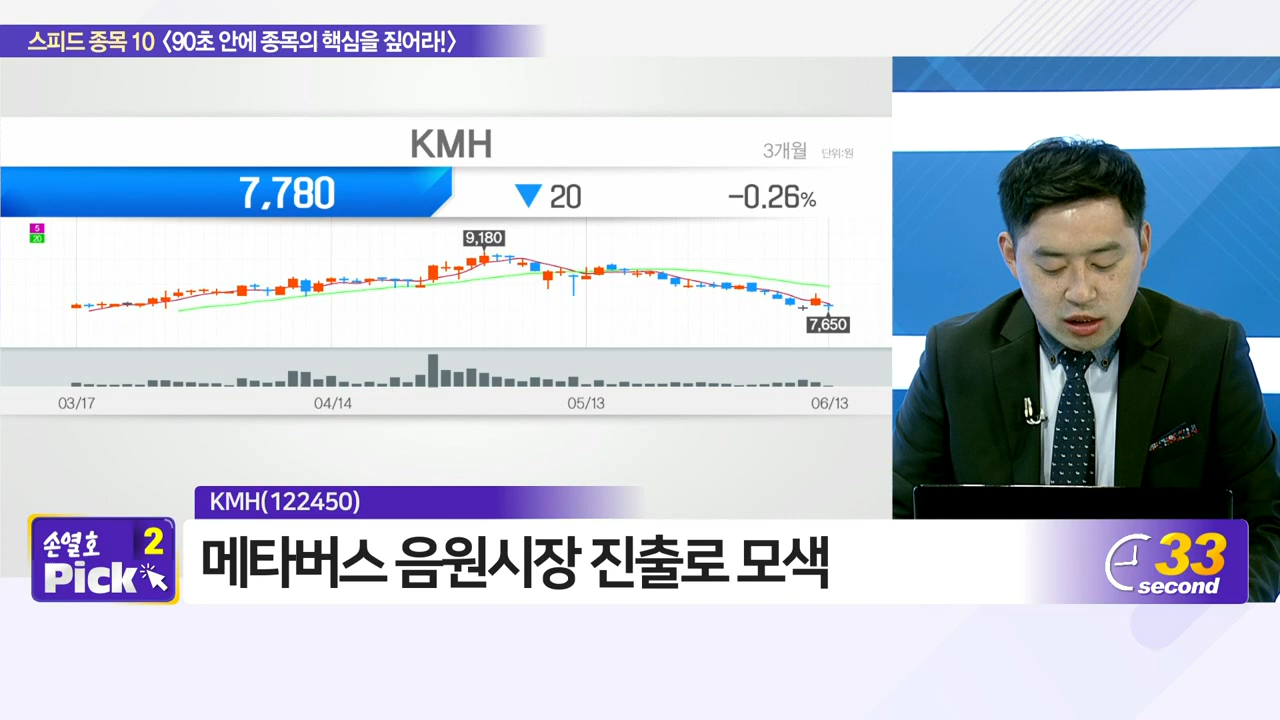 스피드 종목 10 〈90초 안에 종목의 핵심을 짚어라!〉
KMH
3개월 단위:원
7,780 ▼ 20 -0.26%
5
20
9,180
7,650
03/17 04/14 05/13 06/13
KMH(122450)
손열호 2
Pick
메타버스 음원시장 진출로 모색
33
second